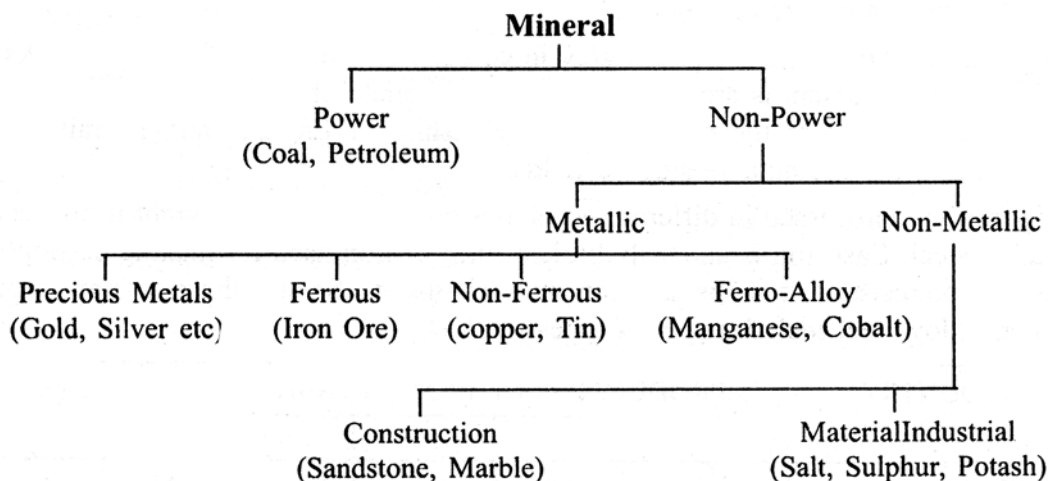 Mineral
Power
(Coal, Petroleum)
Non-Power
Metallic
Non-Metallic
Precious Metals
(Gold, Silver etc)
Ferrous
(Iron Ore)
Non-Ferrous
(copper, Tin)
Ferro-Alloy
(Manganese, Cobalt)
Construction
(Sandstone, Marble)
MaterialIndustrial
(Salt, Sulphur, Potash)